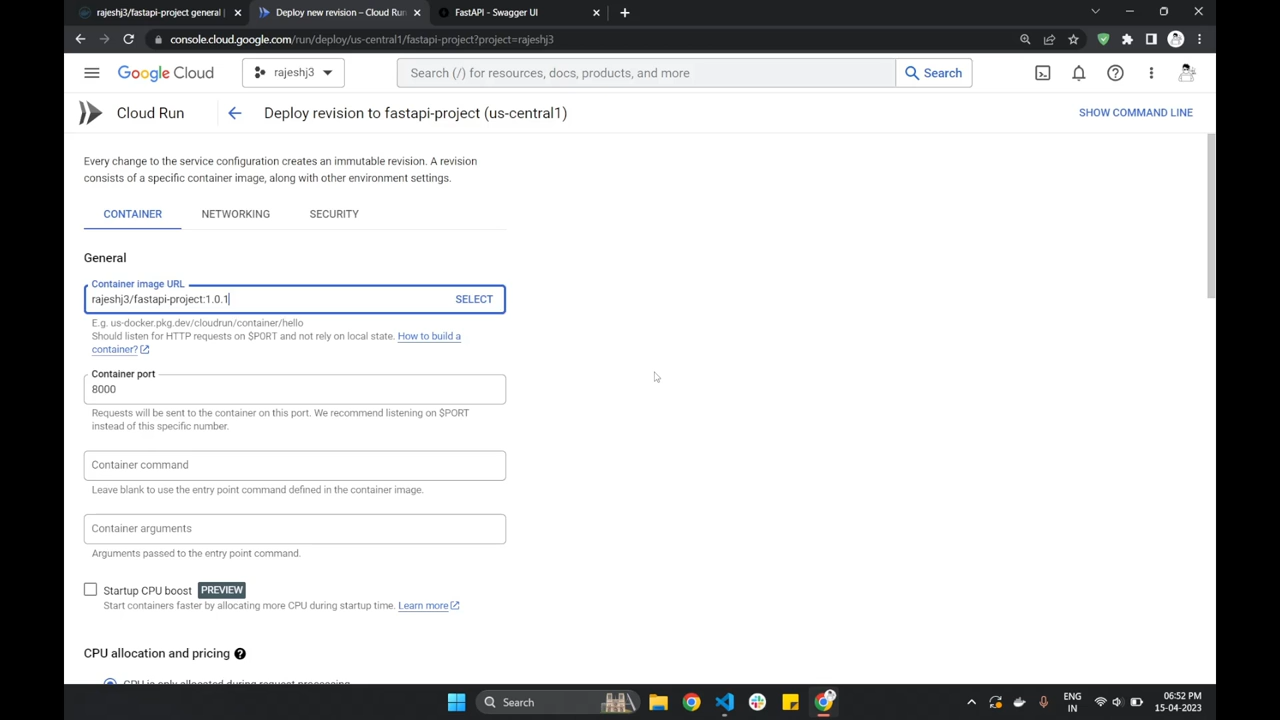 rajeshj3/fastapi-project general |
Deploy new revision – Cloud Run
FastAPI - Swagger UI
console.cloud.google.com/run/deploy/us-central1/fastapi-project?project=rajeshj3
Google Cloud
rajeshj3
Search (/) for resources, docs, products, and more
Search
Cloud Run
Deploy revision to fastapi-project (us-central1)
SHOW COMMAND LINE
Every change to the service configuration creates an immutable revision. A revision
consists of a specific container image, along with other environment settings.
CONTAINER
NETWORKING
SECURITY
General
Container image URL
rajeshj3/fastapi-project:1.0.1
SELECT
E.g. us-docker.pkg.dev/cloudrun/container/hello
Should listen for HTTP requests on $PORT and not rely on local state. How to build a
container?
Container port
8000
Requests will be sent to the container on this port. We recommend listening on $PORT
instead of this specific number.
Container command
Leave blank to use the entry point command defined in the container image.
Container arguments
Arguments passed to the entry point command.
Startup CPU boost PREVIEW
Start containers faster by allocating more CPU during startup time. Learn more
CPU allocation and pricing
CPU is only allocated during request processing
Search
ENG
IN
06:52 PM
15-04-2023